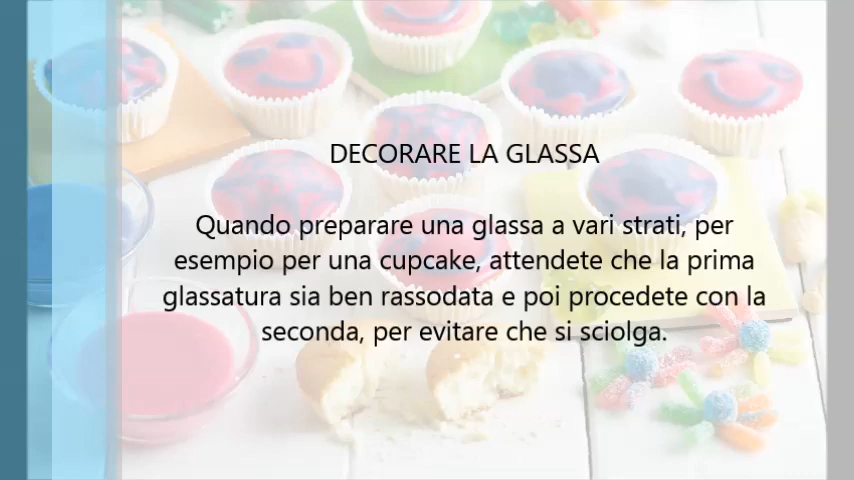 DECORARE LA GLASSA
Quando preparare una glassa a vari strati, per
esempio per una cupcake, attendete che la prima
glassatura sia ben rassodata e poi procedete con la
seconda, per evitare che si sciolga.